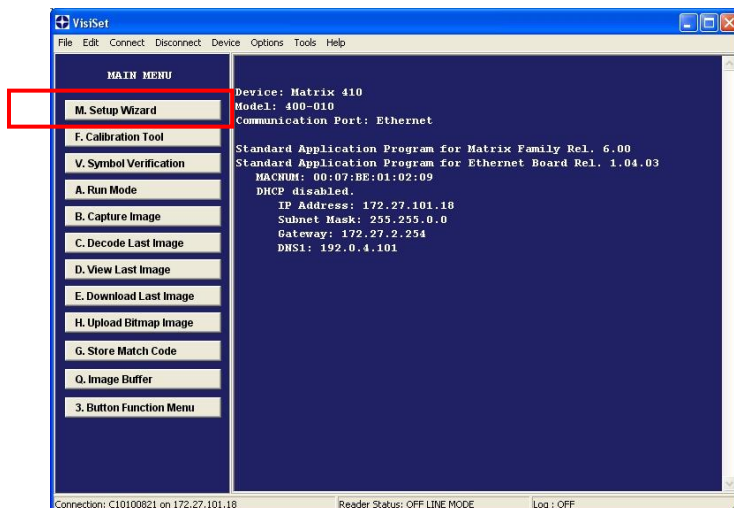 VisiSet
File Edit Connect Disconnect Device Options Tools Help
MAIN MENU
M. Setup Wizard
F. Calibration Tool
V. Symbol Verification
A. Run Mode
B. Capture Image
C. Decode Last Image
D. View Last Image
E. Download Last Image
H. Upload Bitmap Image
G. Store Match Code
Q. Image Buffer
3. Button Function Menu
Device: Matrix 410
Model: 400-010
Communication Port: Ethernet
Standard Application Program for Matrix Family Rel. 6.00
Standard Application Program for Ethernet Board Rel. 1.04.03
MACNUM: 00:07:BE:01:02:09
DHCP disabled.
IP Address: 172.27.101.18
Subnet Mask: 255.255.0.0
Gateway: 172.27.2.254
DNS1: 192.0.4.101
Connection: C10100821 on 172.27.101.18 Reader Status: OFF LINE MODE Log : OFF